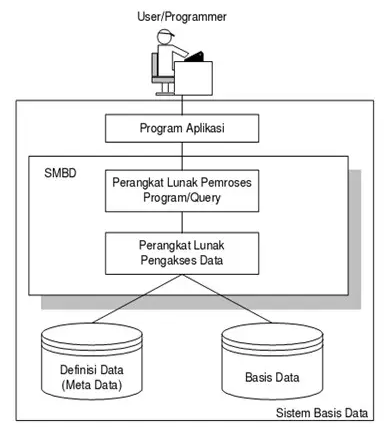 User/Programmer
Program Aplikasi
SMBD
Perangkat Lunak Pemroses
Program/Query
Perangkat Lunak
Pengakses Data
Definisi Data
(Meta Data)
Basis Data
Sistem Basis Data